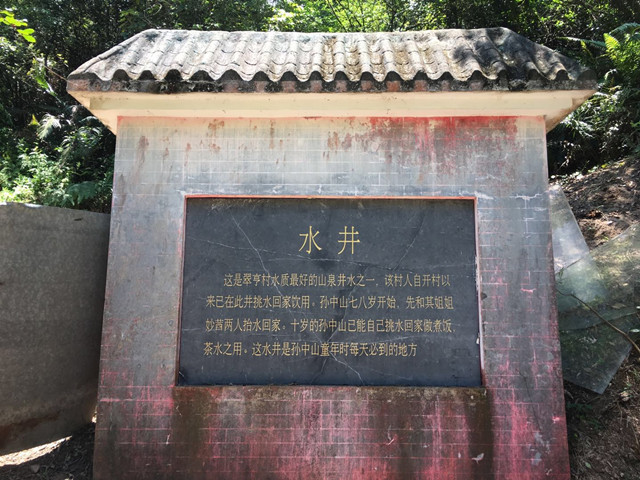 水井
这是翠亨村水质最好的山泉井水之一，该村人自开村以
来已在此井挑水回家饮用，孙中山七八岁开始，先和其姐姐
妙茜两人抬水回家，十岁的孙中山已能自己挑水回家做煮饭，
茶水之用。这水井是孙中山童年时每天必到的地方